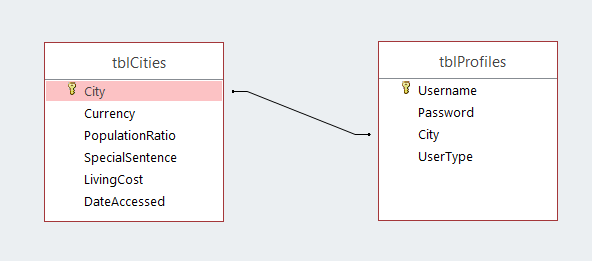 tblCities
City
Currency
PopulationRatio
SpecialSentence
LivingCost
DateAccessed
tblProfiles
Username
Password
City
UserType